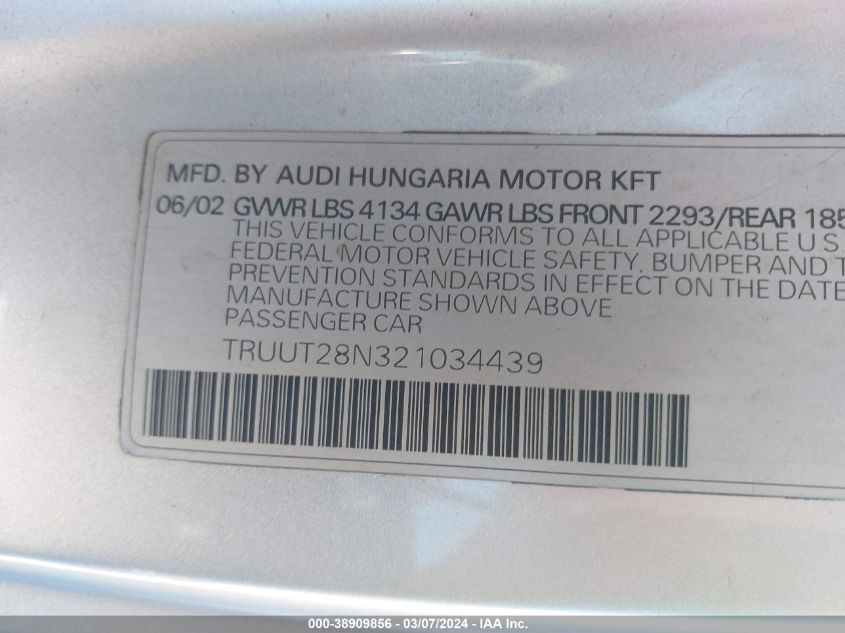 MFD. BY AUDI HUNGARIA MOTOR KFT
06/02 GVWR LBS 4134 GAWR LBS FRONT 2293/REAR 185
THIS VEHICLE CONFORMS TO ALL APPLICABLE U S.
FEDERAL MOTOR VEHICLE SAFETY, BUMPER AND T
PREVENTION STANDARDS IN EFFECT ON THE DATE
MANUFACTURE SHOWN ABOVE
PASSENGER CAR
TRUUT28N321034439
000-38909856 — 03/07/2024 — IAA Inc.